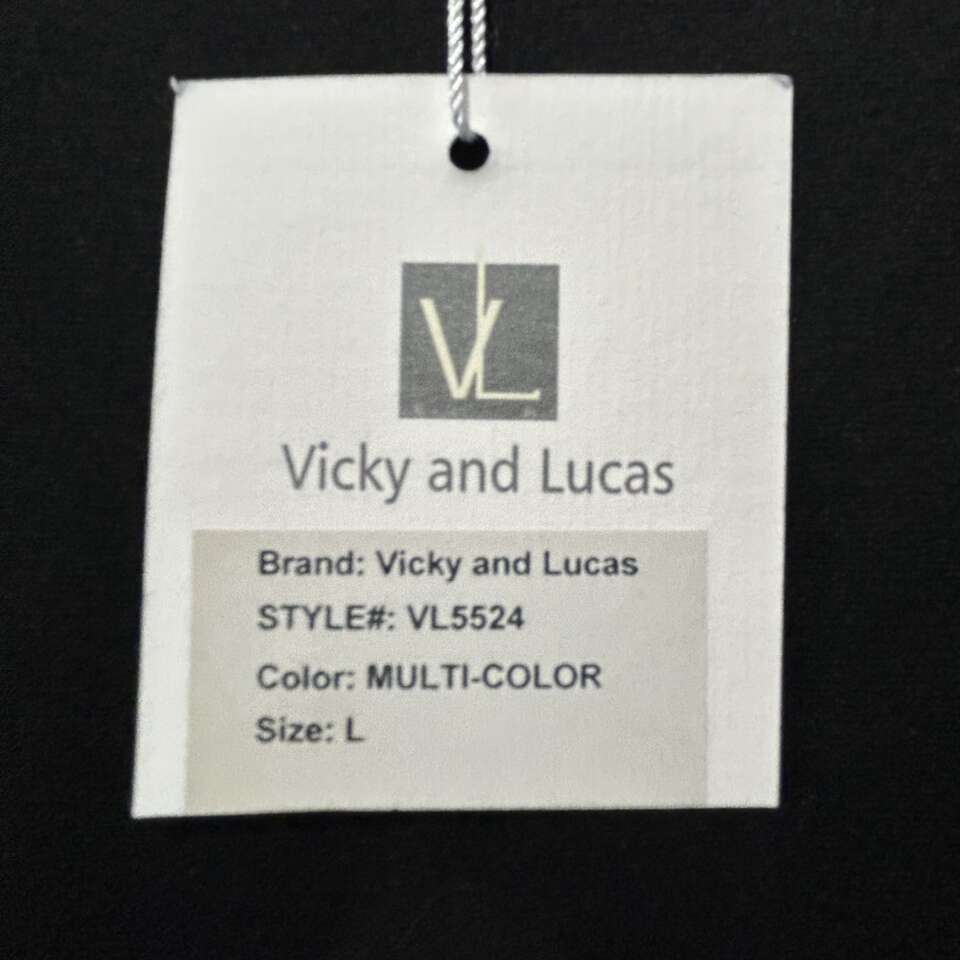 VL
Vicky and Lucas
Brand: Vicky and Lucas
STYLE#: VL5524
Color: MULTI-COLOR
Size: L